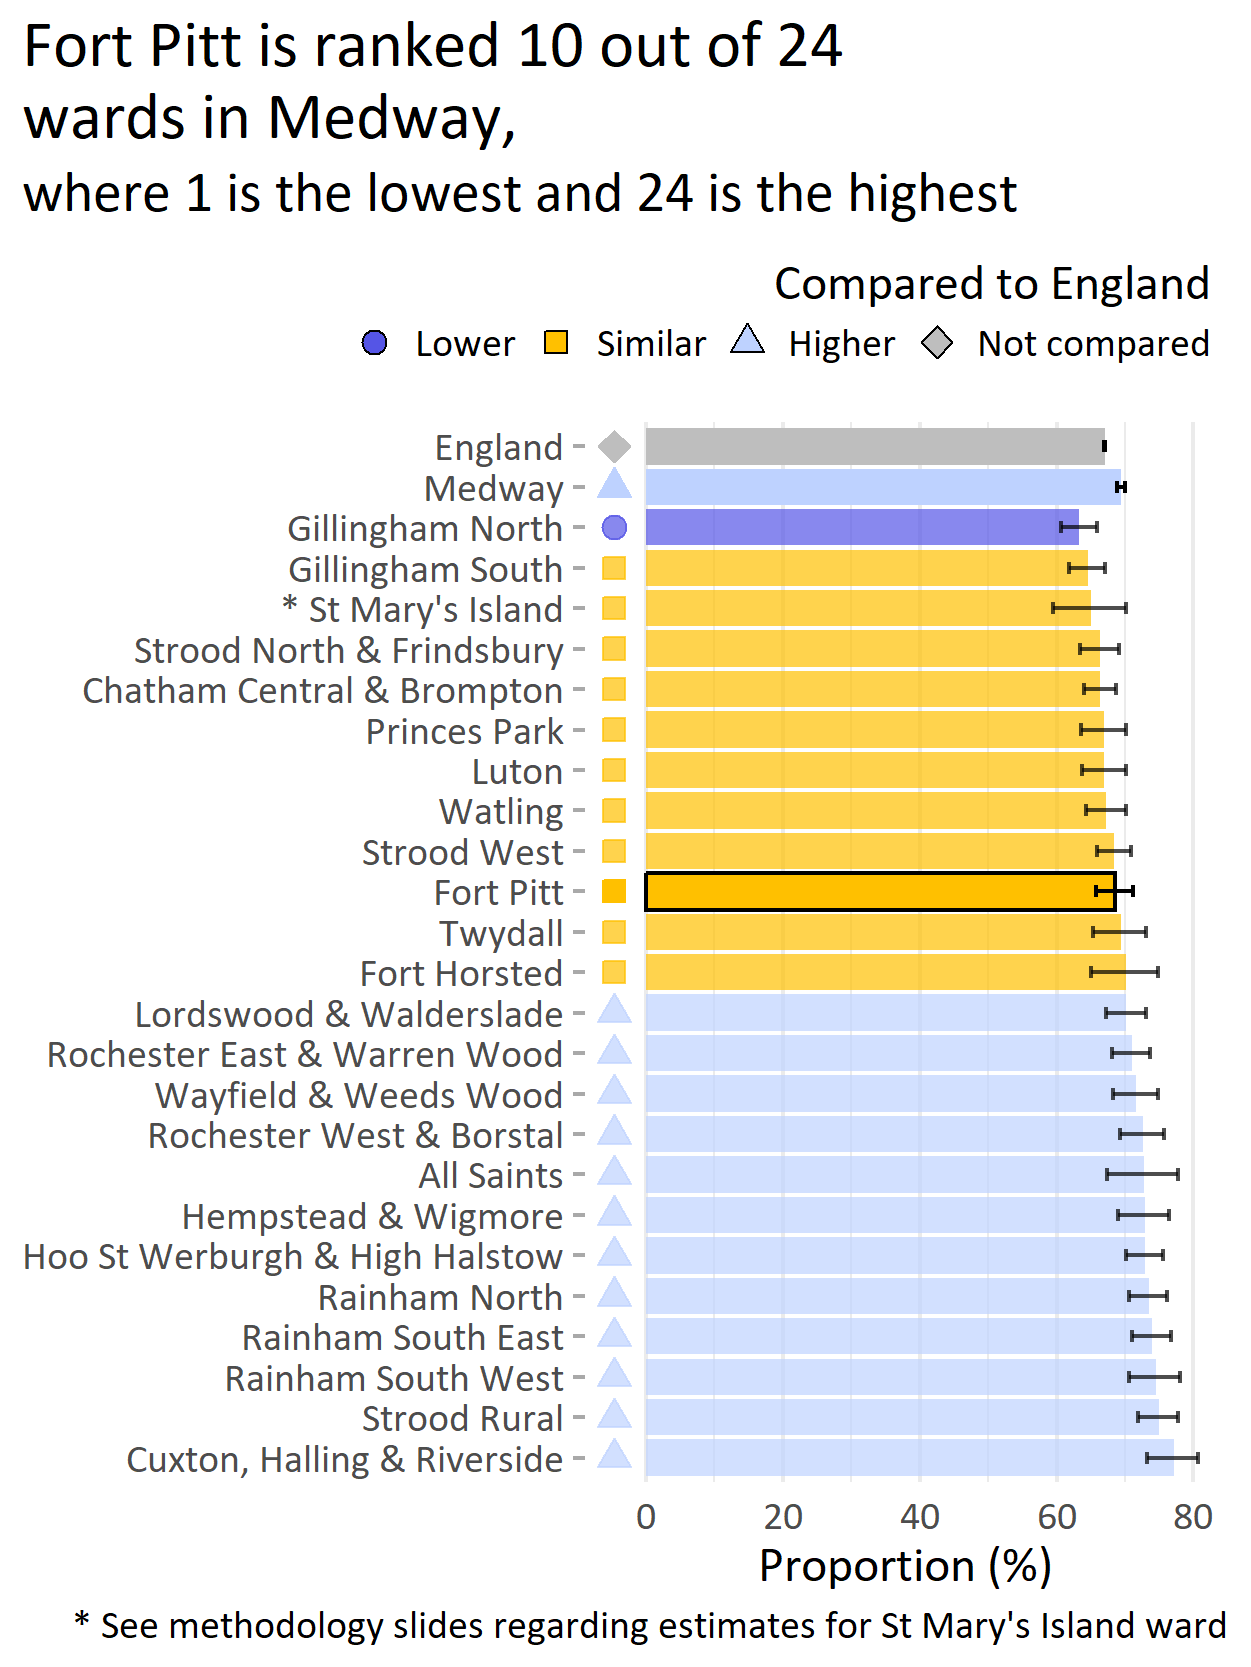 Fort Pitt is ranked 10 out of 24
wards in Medway,
where 1 is the lowest and 24 is the highest
Compared to England
Lower Similar Higher Not compared
England
Medway
Gillingham North
Gillingham South
* St Mary's Island
Strood North & Frindsbury
Chatham Central & Brompton
Princes Park
Luton
Watling
Strood West
Fort Pitt
Twydall
Fort Horsted
Lordswood & Walderslade
Rochester East & Warren Wood
Wayfield & Weeds Wood
Rochester West & Borstal
All Saints
Hempstead & Wigmore
Hoo St Werburgh & High Halstow
Rainham North
Rainham South East
Rainham South West
Strood Rural
Cuxton, Halling & Riverside
0 20 40 60 80
Proportion (%)
* See methodology slides regarding estimates for St Mary's Island ward